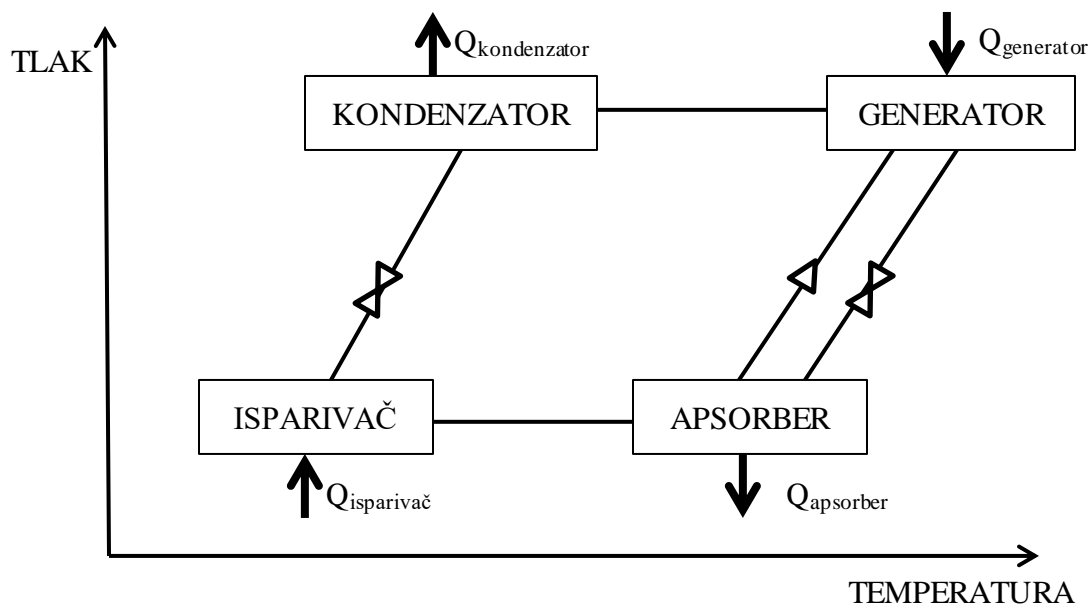 TLAK
Qkondenzator
Qgenerator
KONDENZATOR
GENERATOR
ISPARIVAČ
APSORBER
Qisparivač
Qapsorber
TEMPERATURA